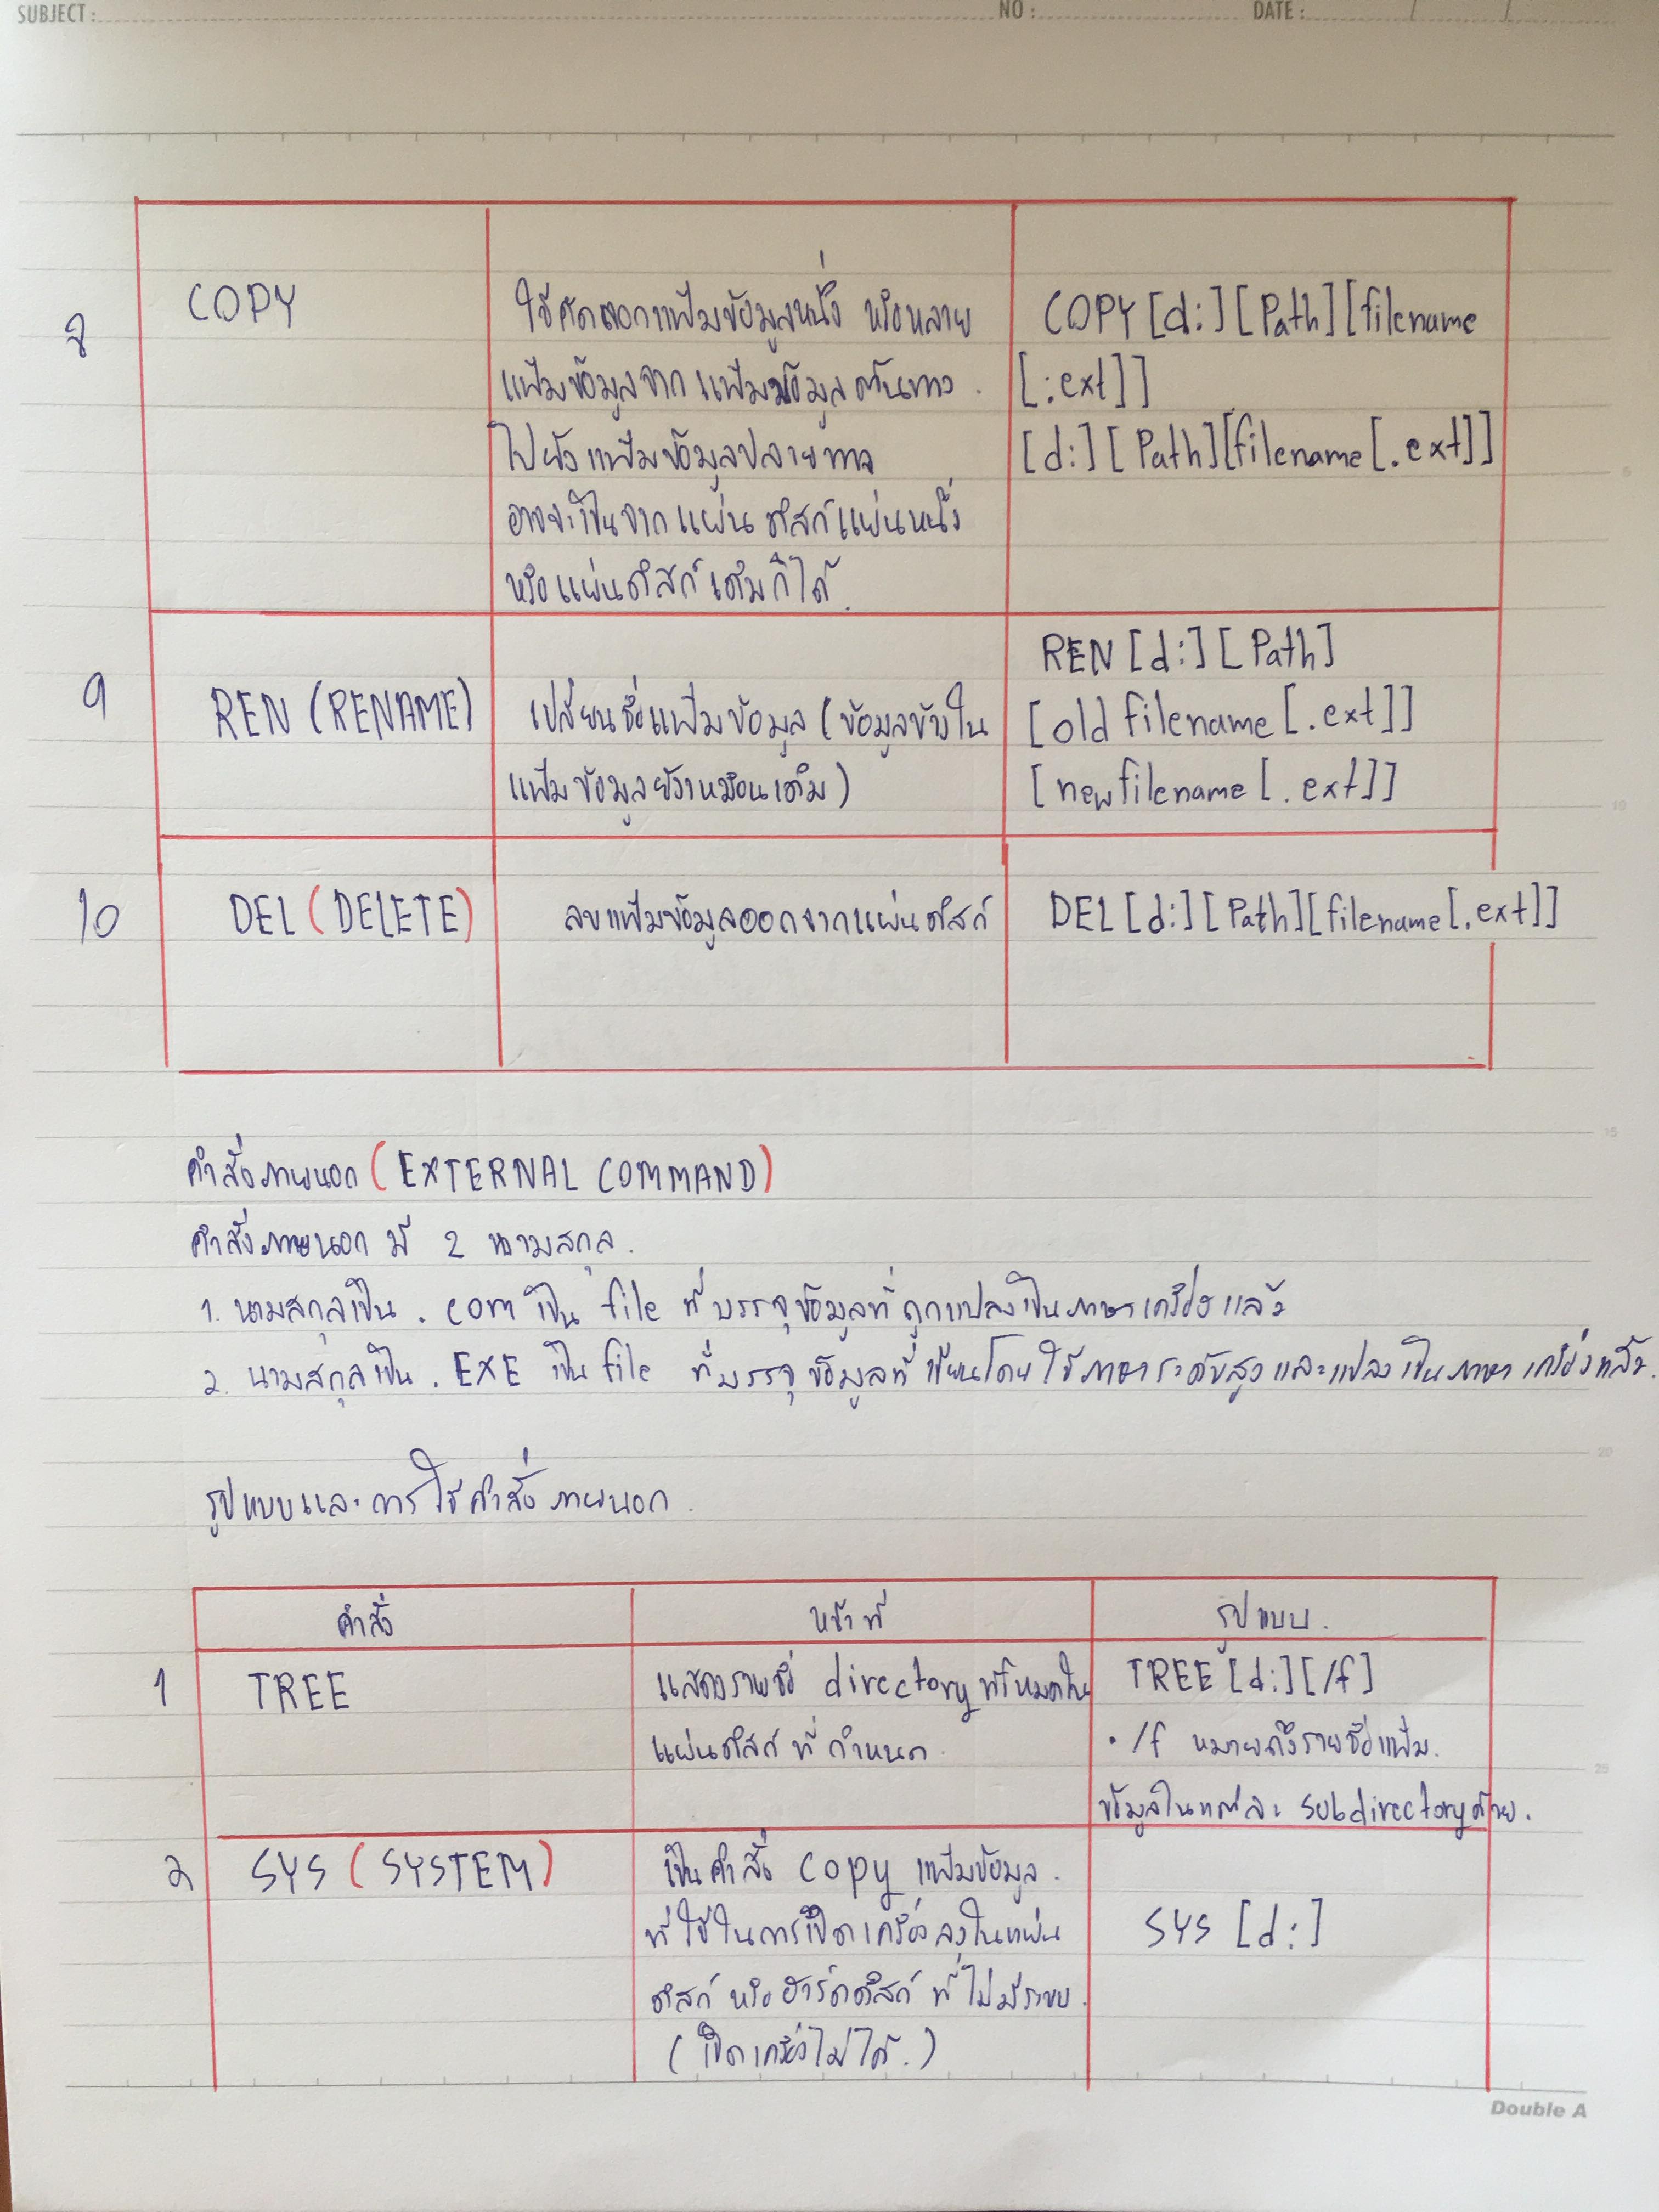 SUBJECT : NO : DATE : / /
8 COPY ใช้คัดลอกแฟ้มข้อมูลหนึ่ง หรือหลาย COPY [d:] [Path] [filename
แฟ้มข้อมูลจากแฟ้มข้อมูลต้นทาง. [:ext]]
ไปยังแฟ้มข้อมูลปลายทาง [d:] [Path] [filename [.ext]]
อาจจะเป็นจากแผ่นดิสก์แผ่นหนึ่ง
หรือแผ่นดิสก์เดิมก็ได้.
REN [d:] [Path]
9 REN (RENAME) เปลี่ยนชื่อแฟ้มข้อมูล (ข้อมูลข้างใน [old filename [.ext]]
แฟ้มข้อมูลยังเหมือนเดิม) [newfilename [.ext]]
10 DEL (DELETE) ลบแฟ้มข้อมูลออกจากแผ่นดิสก์ DEL [d:] [Path] [filename [.ext]]
คำสั่งภายนอก (EXTERNAL COMMAND)
15
คำสั่งภายนอก มี 2 นามสกุล.
1. นามสกุลเป็น .com เป็น file ที่บรรจุข้อมูลที่ถูกแปลงเป็นภาษาเครื่องแล้ว
2. นามสกุลเป็น .EXE เป็น file ที่บรรจุข้อมูลที่เขียนโดยใช้ภาษาระดับสูงและแปลงเป็นภาษาเครื่องแล้ว.
20
รูปแบบและการใช้คำสั่งภายนอก.
คำสั่ง หน้าที่ รูปแบบ.
1 TREE แสดงรายชื่อ directory ทั้งหมดใน TREE [d:] [/f]
แผ่นดิสก์ที่กำหนด. • /f หมายถึงรายชื่อแฟ้ม.
25
ข้อมูลในแต่ละ subdirectory ด้วย.
2 SYS (SYSTEM) เป็นคำสั่ง copy แฟ้มข้อมูล.
ที่ใช้ในการเปิดเครื่องลงในแผ่น SYS [d:]
ดิสก์ หรือฮาร์ดดิสก์ ที่ไม่มีระบบ.
(เปิดเครื่องไม่ได้.)
Double A